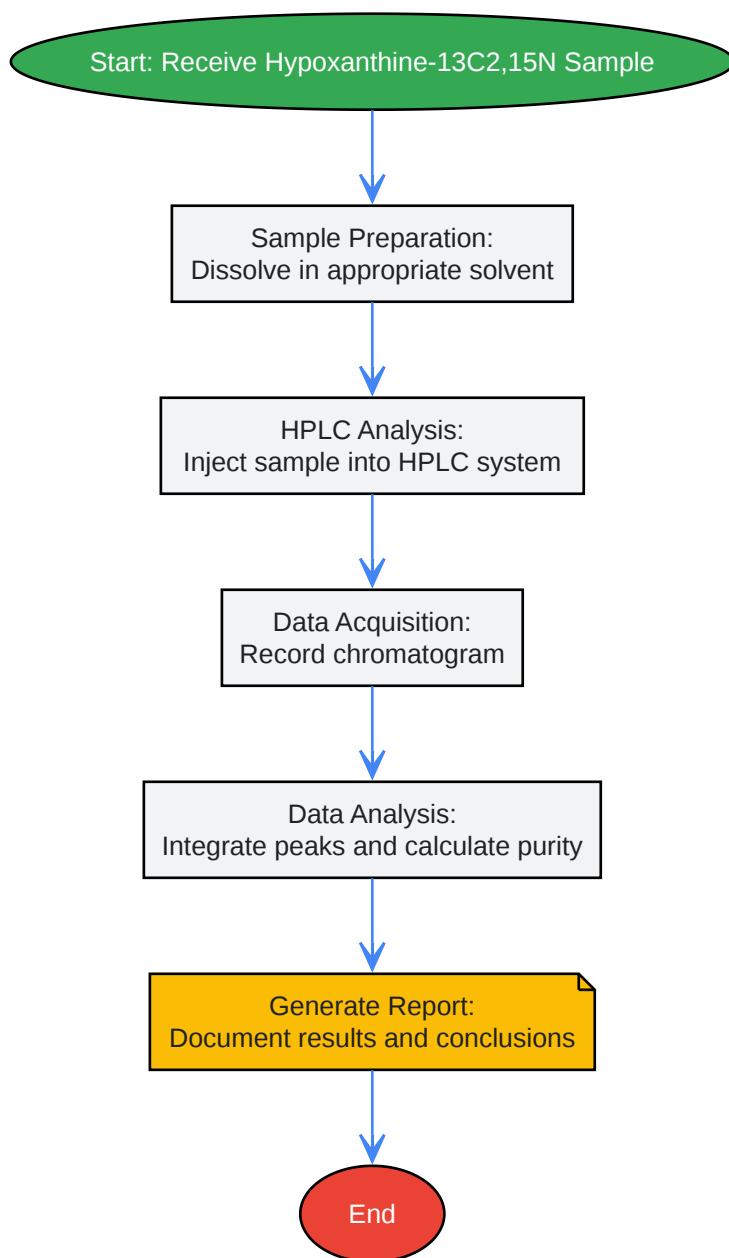 Start: Receive Hypoxanthine-13C2,15N Sample
Sample Preparation:
Dissolve in appropriate solvent
HPLC Analysis:
Inject sample into HPLC system
Data Acquisition:
Record chromatogram
Data Analysis:
Integrate peaks and calculate purity
Generate Report:
Document results and conclusions
End